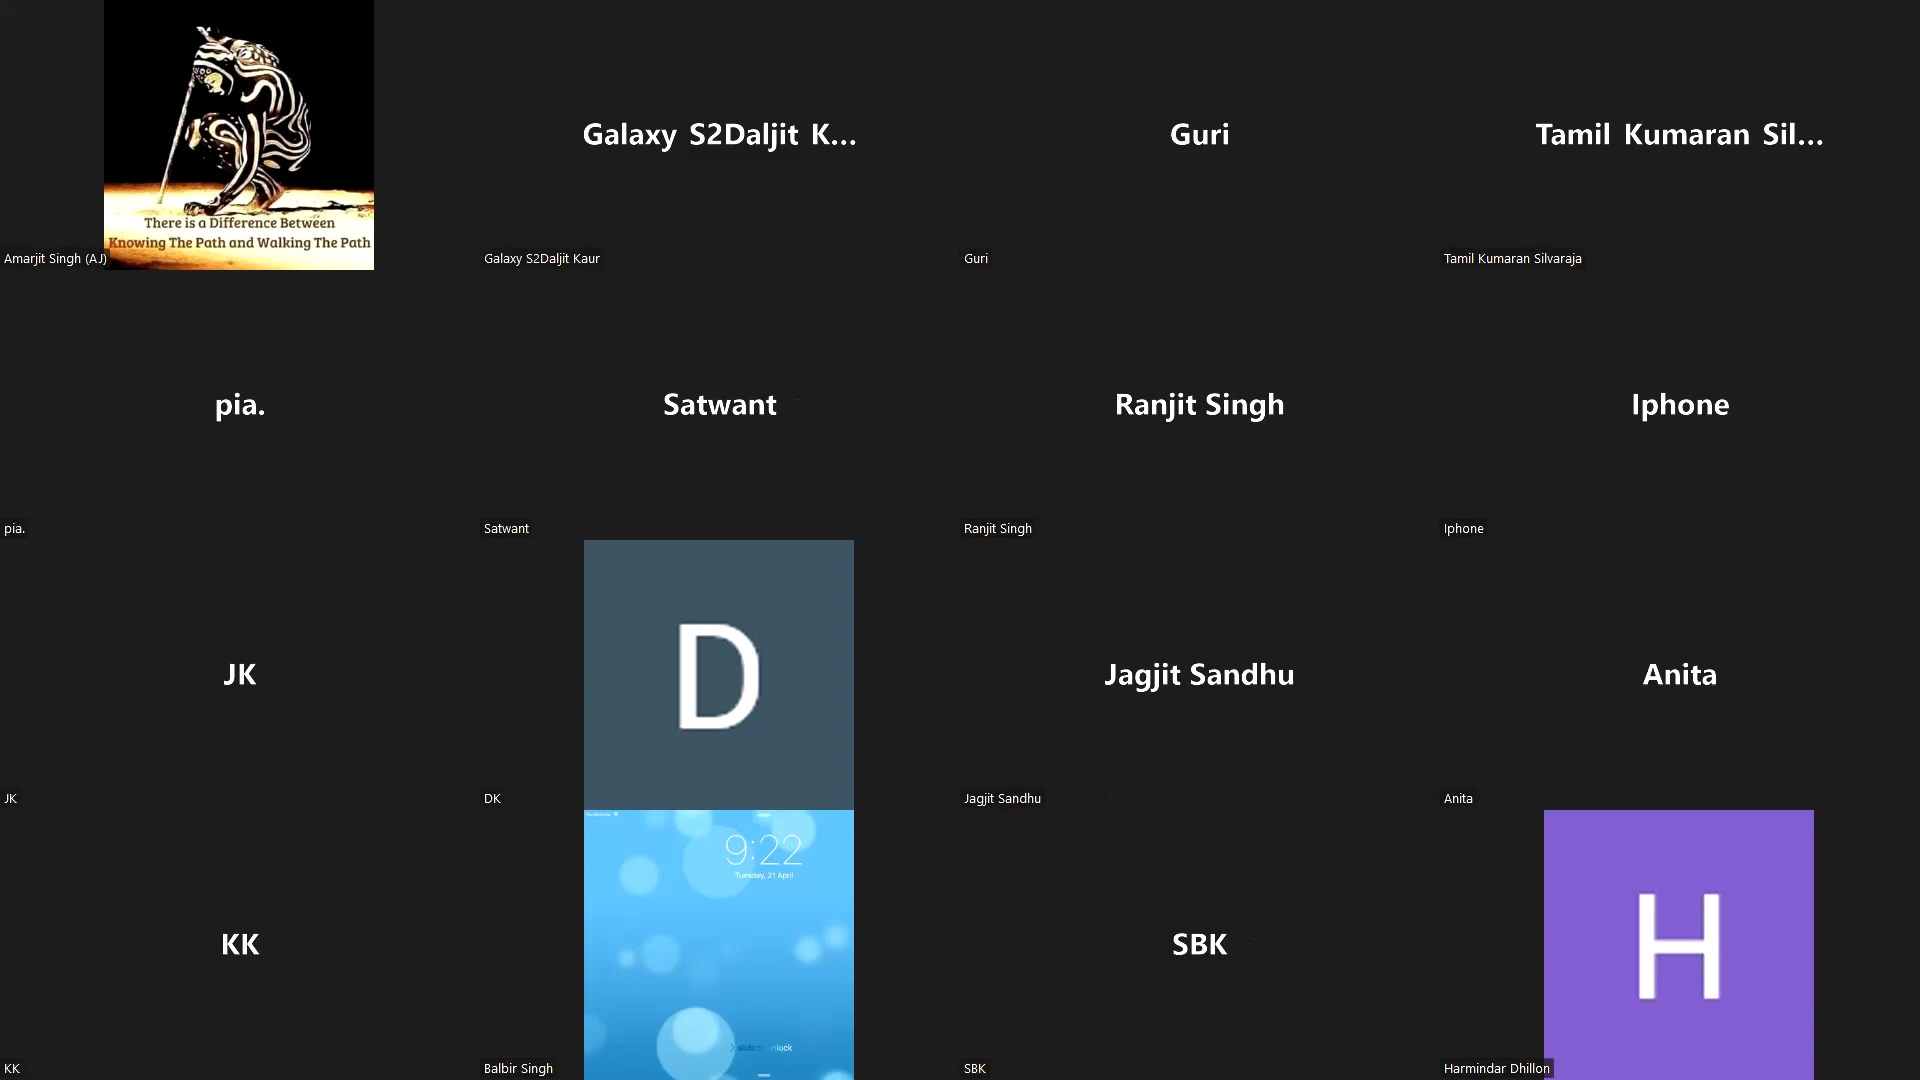 There is a Difference Between
Knowing The Path and Walking The Path
Amarjit Singh (AJ)
Galaxy S2Daljit K...
Galaxy S2Daljit Kaur
Guri
Guri
Tamil Kumaran Sil...
Tamil Kumaran Silvaraja
pia.
pia.
Satwant
Satwant
Ranjit Singh
Ranjit Singh
Iphone
Iphone
JK
JK
D
DK
Jagjit Sandhu
Jagjit Sandhu
Anita
Anita
KK
KK
9:22
Tuesday, 21 April
Balbir Singh
SBK
SBK
H
Harmindar Dhillon